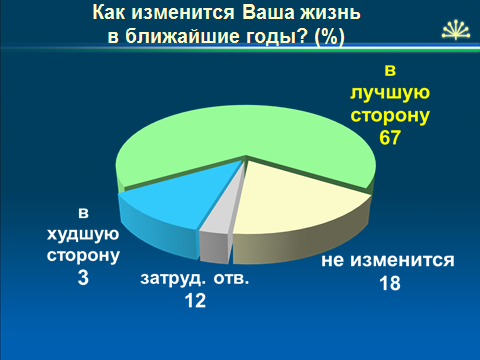 Как изменится Ваша жизнь
в ближайшие годы? (%)
в
лучшую
сторону
67
в
худшую
сторону
3
затруд. отв.
12
не изменится
18